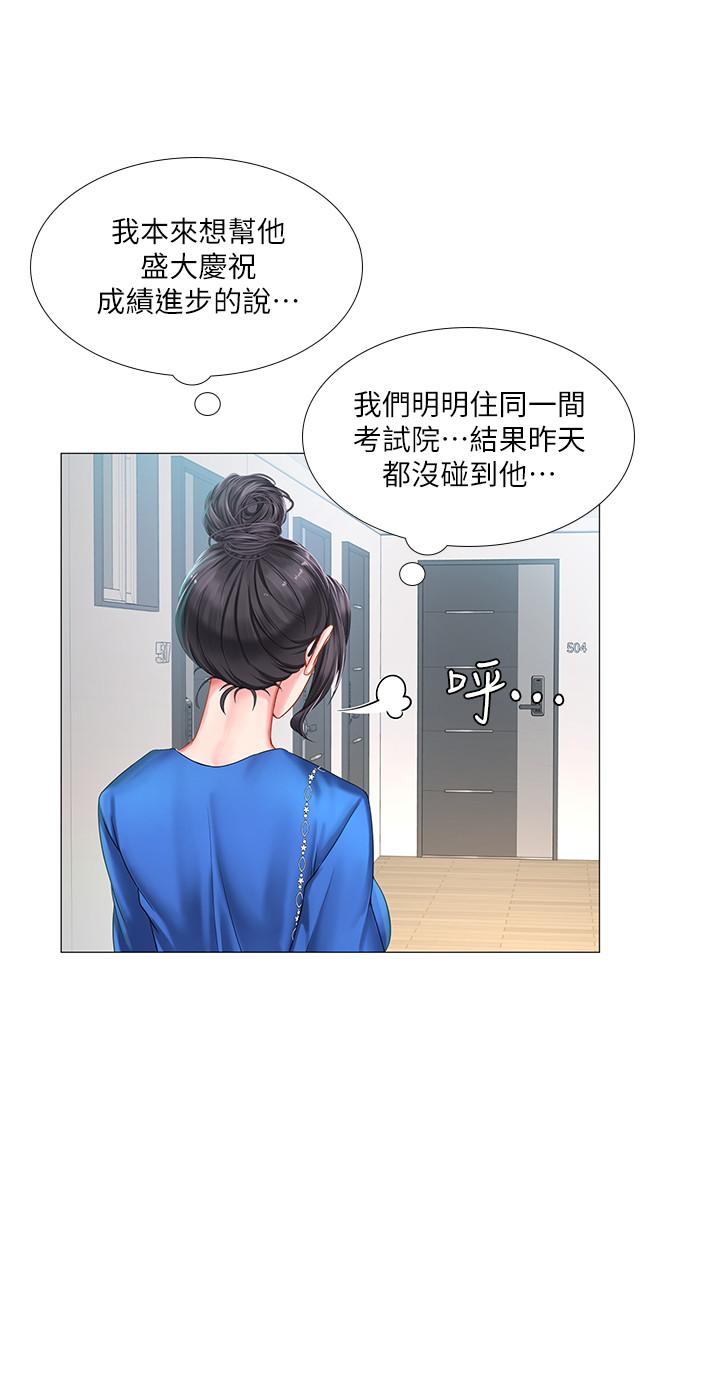 我本來想幫他
盛大慶祝
成績進步的說⋯
我們明明住同一間
考試院⋯結果昨天
都沒碰到他⋯
504
呼⋯